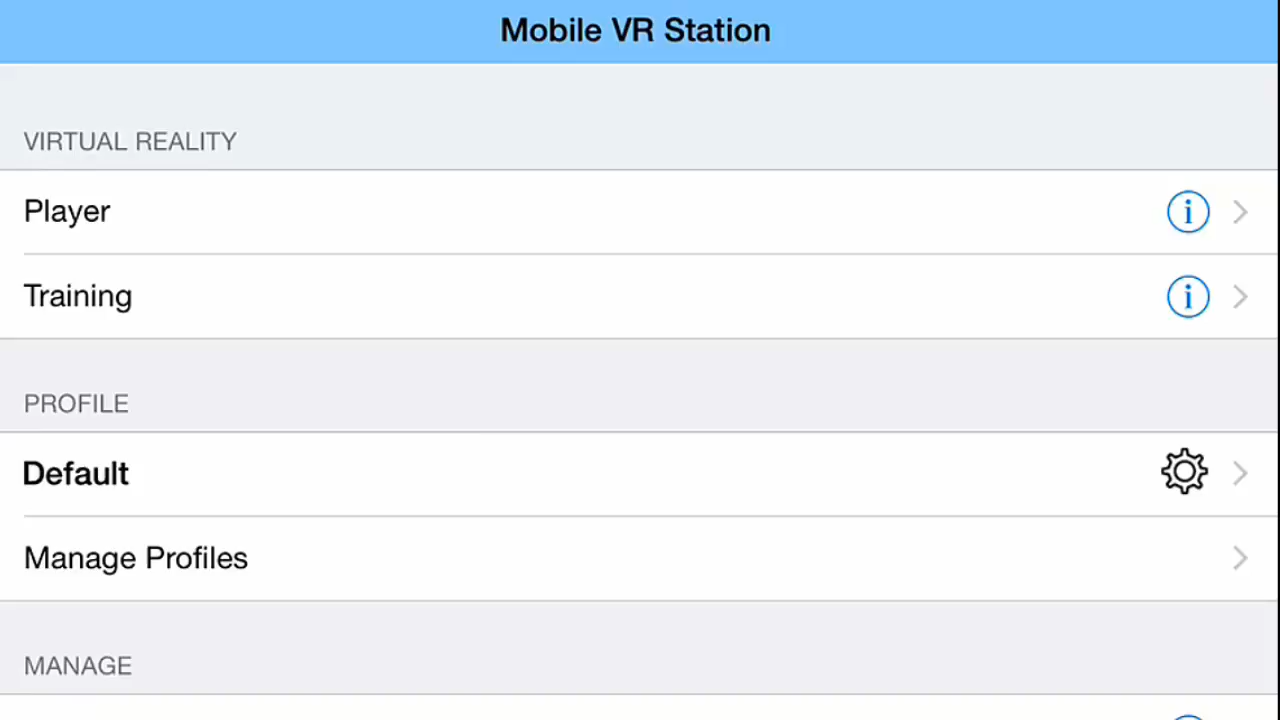 Mobile VR Station
VIRTUAL REALITY
Player
Training
PROFILE
Default
Manage Profiles
MANAGE